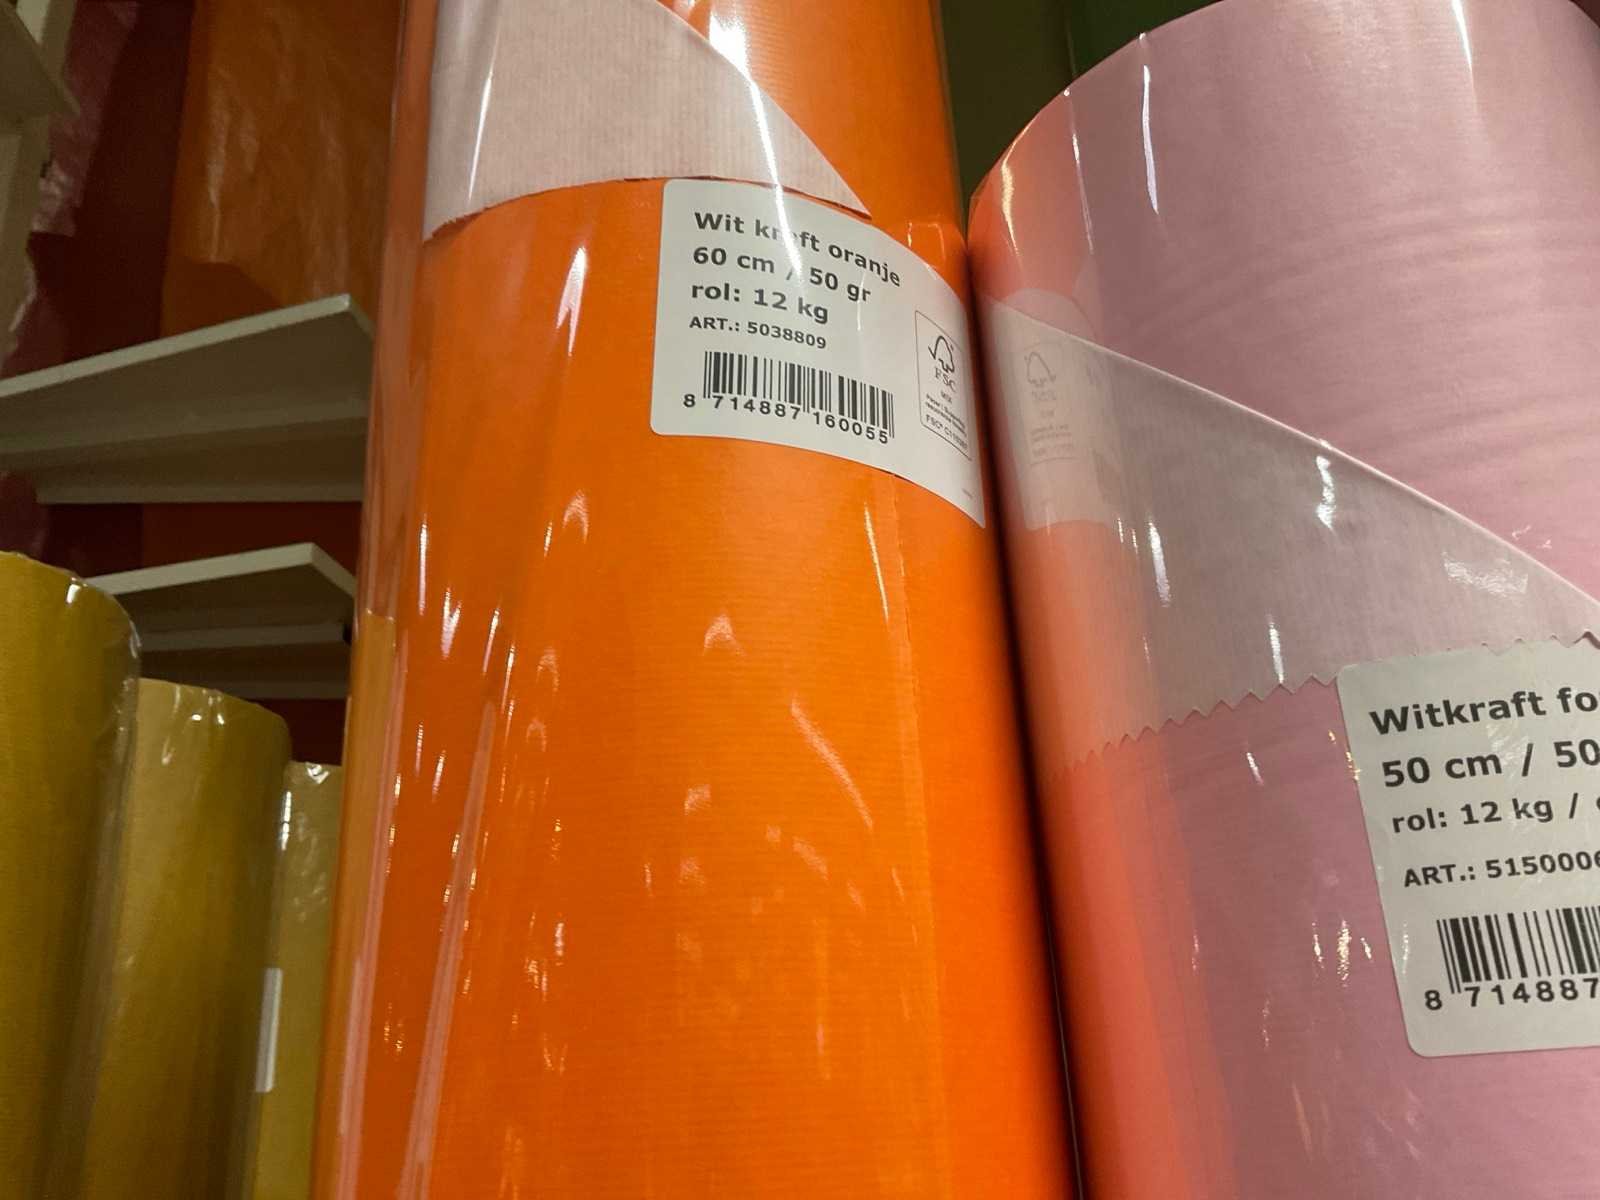 Wit kraft oranje
60 cm / 50 gr
rol: 12 kg
ART.: 5038809
8 714887 160055
FSC
MIX
Witkraft
50 cm / 50
rol: 12 kg /
ART.:
8 714887